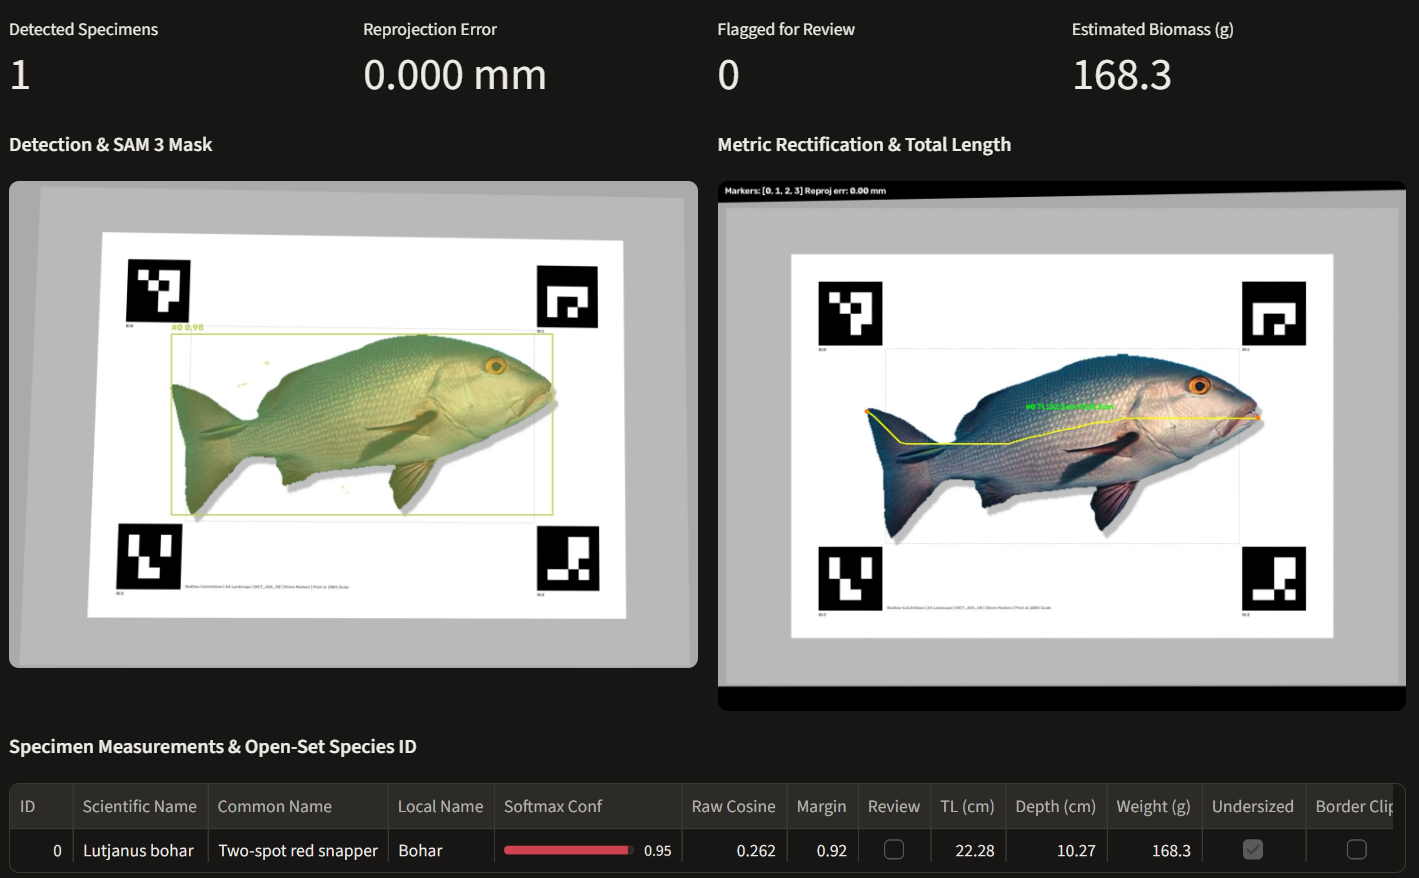 Detected Specimens
1
Reprojection Error
0.000 mm
Flagged for Review
0
Estimated Biomass (g)
168.3
Detection & SAM 3 Mask
#0 0.98
Metric Rectification & Total Length
Markers: [0, 1, 2, 3] Reproj err: 0.00 mm
Specimen Measurements & Open-Set Species ID
ID Scientific Name Common Name Local Name Softmax Conf Raw Cosine Margin Review TL (cm) Depth (cm) Weight (g) Undersized Border Clip
0 Lutjanus bohar Two-spot red snapper Bohar 0.95 0.262 0.92 22.28 10.27 168.3